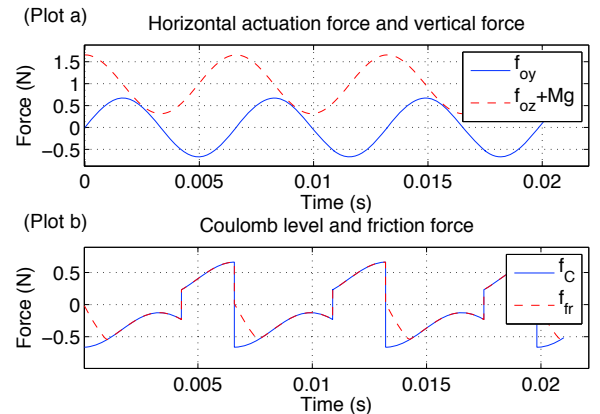 (Plot a)
Horizontal actuation force and vertical force
Force (N)
1.5
1
0.5
0
−0.5
f_oy
f_oz+Mg
0
0.005
0.01
0.015
0.02
Time (s)
(Plot b)
Coulomb level and friction force
Force (N)
0.5
0
−0.5
f_C
f_fr
0.005
0.01
0.015
0.02
Time (s)